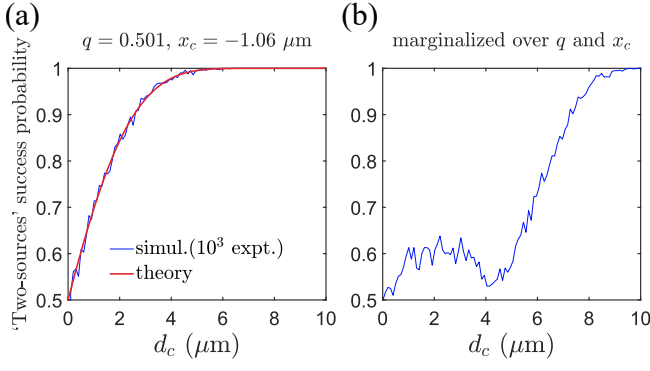 (a)
q = 0.501, x_c = −1.06 μm
'Two-sources' success probability
1
0.9
0.8
0.7
0.6
0.5
simul.(10³ expt.)
theory
0 2 4 6 8 10
d_c (μm)
(b)
marginalized over q and x_c
1
0.9
0.8
0.7
0.6
0.5
0 2 4 6 8 10
d_c (μm)